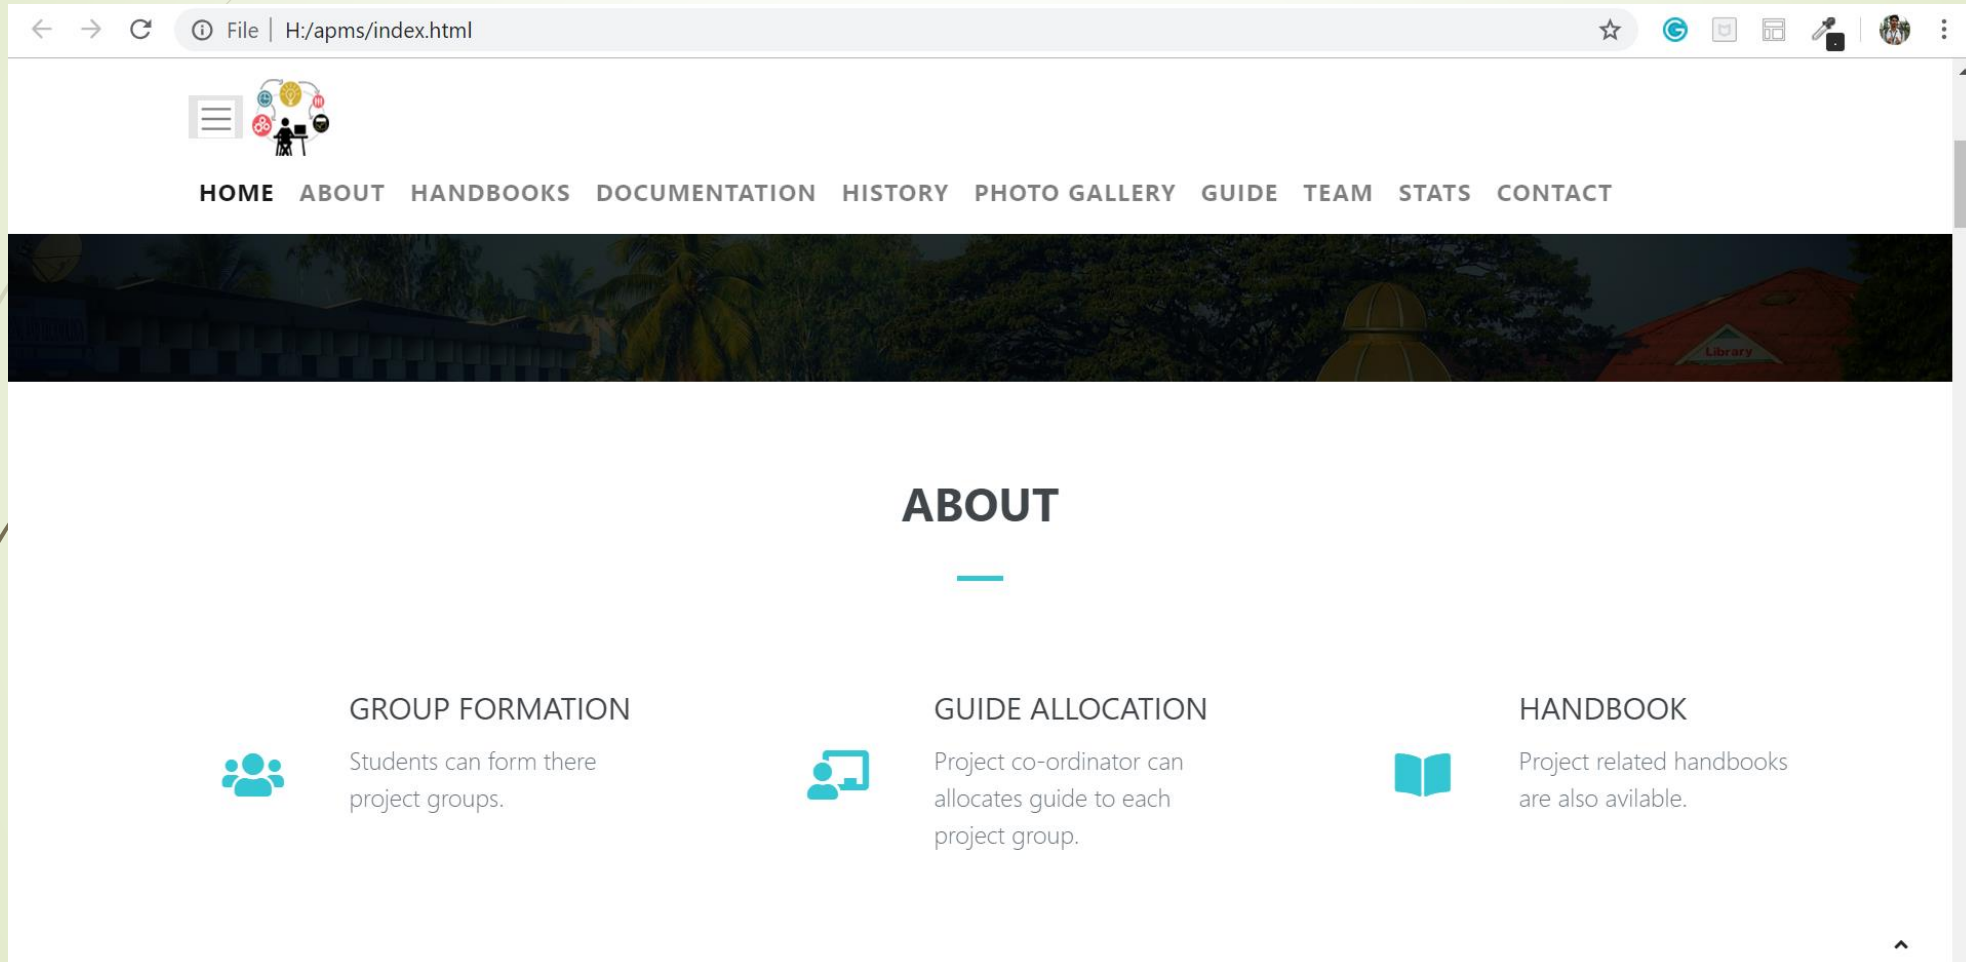 File | H:/apms/index.html
HOME ABOUT HANDBOOKS DOCUMENTATION HISTORY PHOTO GALLERY GUIDE TEAM STATS CONTACT
Library
ABOUT
GROUP FORMATION
Students can form there
project groups.
GUIDE ALLOCATION
Project co-ordinator can
allocates guide to each
project group.
HANDBOOK
Project related handbooks
are also avilable.